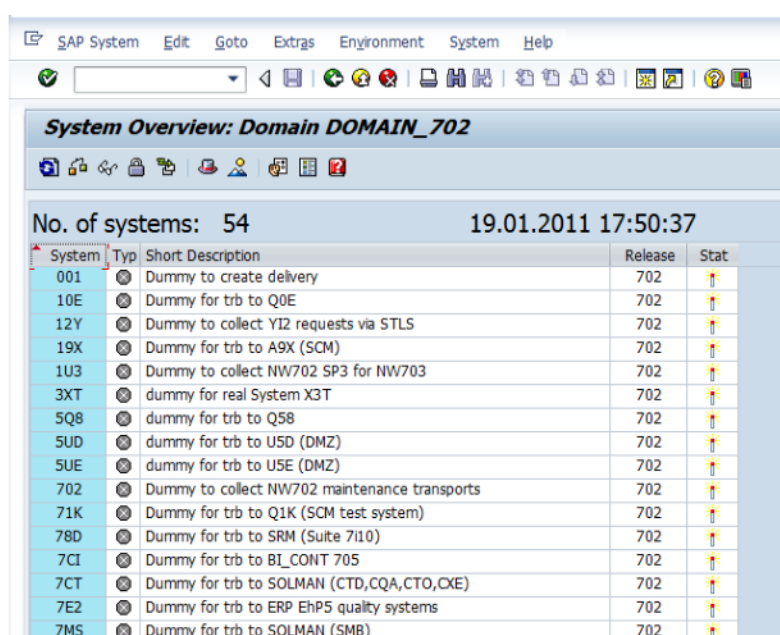 SAP System Edit Goto Extras Environment System Help
System Overview: Domain DOMAIN_702
No. of systems: 54 19.01.2011 17:50:37
System Typ Short Description Release Stat
001 Dummy to create delivery 702
10E Dummy for trb to Q0E 702
12Y Dummy to collect YI2 requests via STLS 702
19X Dummy for trb to A9X (SCM) 702
1U3 Dummy to collect NW702 SP3 for NW703 702
3XT dummy for real System X3T 702
5Q8 dummy for trb to Q58 702
5UD dummy for trb to U5D (DMZ) 702
5UE dummy for trb to U5E (DMZ) 702
702 Dummy to collect NW702 maintenance transports 702
71K Dummy for trb to Q1K (SCM test system) 702
78D Dummy for trb to SRM (Suite 7i10) 702
7CI Dummy for trb to BI_CONT 705 702
7CT Dummy for trb to SOLMAN (CTD,CQA,CTO,CXE) 702
7E2 Dummy for trb to ERP EhP5 quality systems 702
7MS Dummy for trb to SOLMAN (SMB) 702